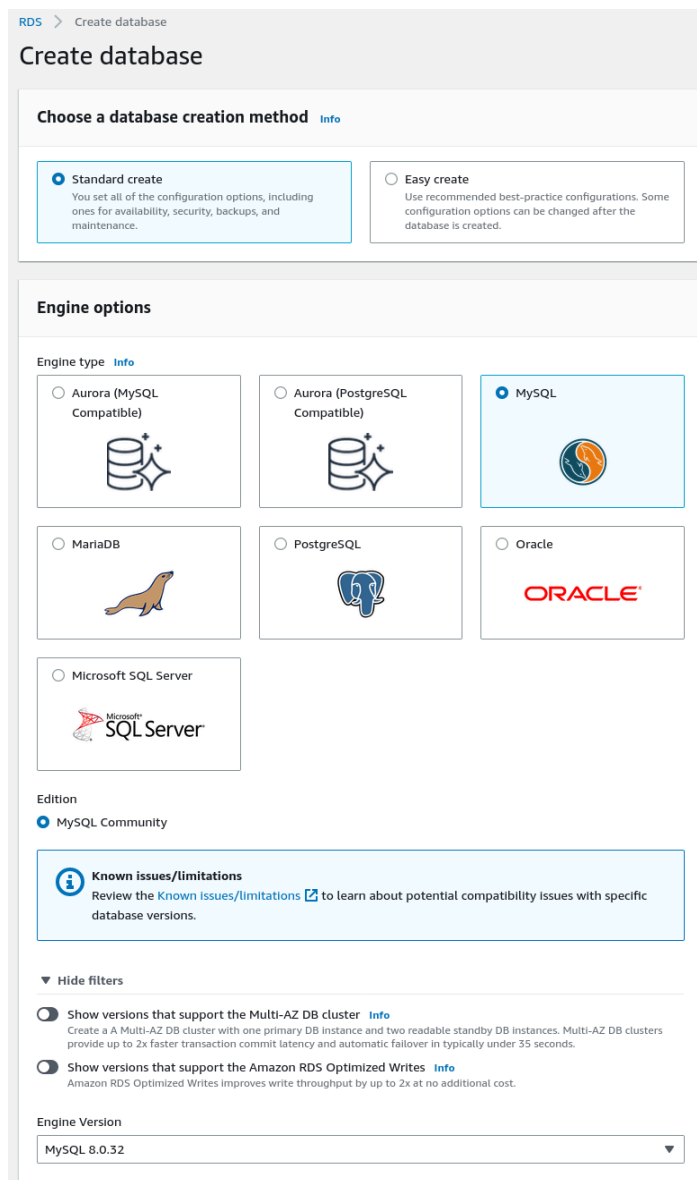 RDS > Create database
Create database
Choose a database creation method Info
Standard create
You set all of the configuration options, including
ones for availability, security, backups, and
maintenance.
Easy create
Use recommended best-practice configurations. Some
configuration options can be changed after the
database is created.
Engine options
Engine type Info
Aurora (MySQL
Compatible)
Aurora (PostgreSQL
Compatible)
MySQL
MariaDB
PostgreSQL
Oracle
ORACLE
Microsoft SQL Server
Microsoft
SQL Server
Edition
MySQL Community
Known issues/limitations
Review the Known issues/limitations to learn about potential compatibility issues with specific
database versions.
Hide filters
Show versions that support the Multi-AZ DB cluster Info
Create a A Multi-AZ DB cluster with one primary DB instance and two readable standby DB instances. Multi-AZ DB clusters
provide up to 2x faster transaction commit latency and automatic failover in typically under 35 seconds.
Show versions that support the Amazon RDS Optimized Writes Info
Amazon RDS Optimized Writes improves write throughput by up to 2x at no additional cost.
Engine Version
MySQL 8.0.32